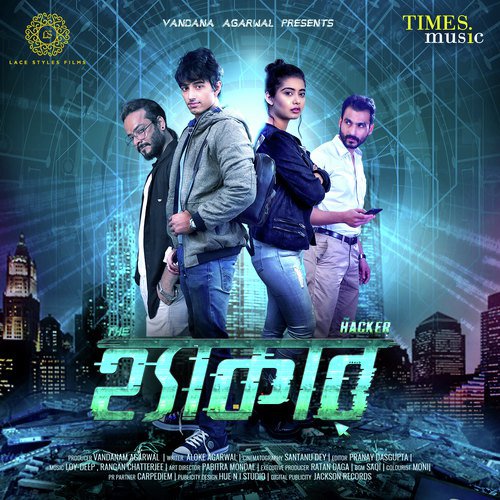 VANDANA AGARWAL PRESENTS
LACE STYLES FILMS
TIMES.
music
THE
HACKER
হ্যাকার
PRODUCER VANDANAM AGARWAL | WRITER ALOKE AGARWAL | CINEMATOGRAPHY SANTANU DEY | EDITOR PRANAY DASGUPTA
MUSIC LOY-DEEP, RANGAN CHATTERJEE | ART DIRECTOR PABITRA MONDAL | EXECUTIVE PRODUCER RATAN DAGA | BGM SAQI | COLOURIST MONIJ
PR PARTNER CARPEDIEM | PUBLICITY DESIGN HUE-N I STUDIO | DIGITAL PUBLICITY JACKSON RECORDS